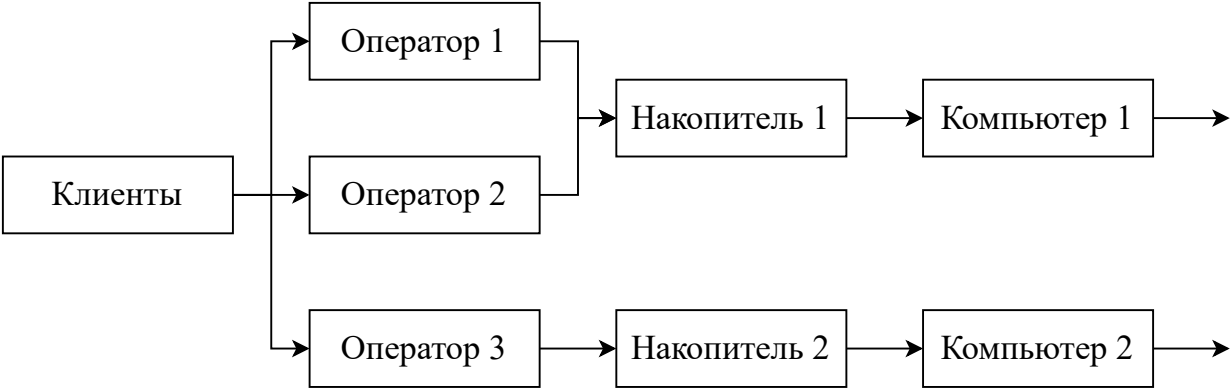 Оператор 1
Накопитель 1
Компьютер 1
Клиенты
Оператор 2
Оператор 3
Накопитель 2
Компьютер 2